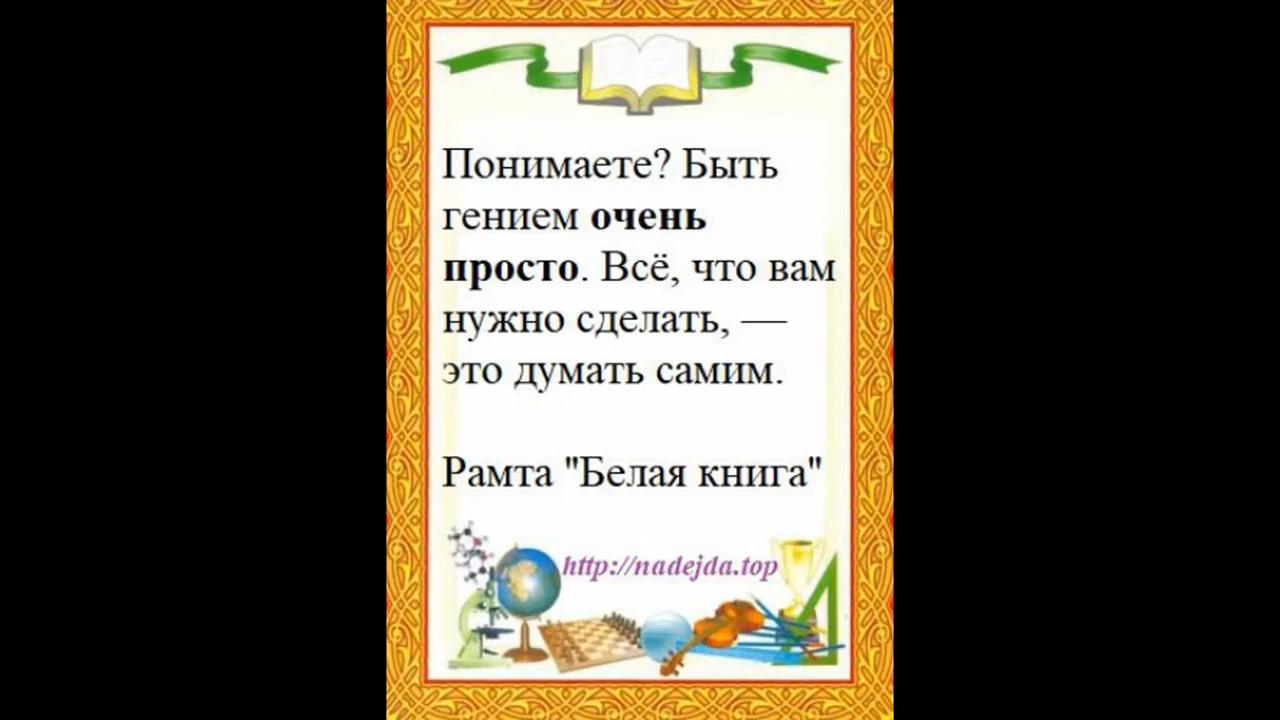 Понимаете? Быть
гением очень
просто. Всё, что вам
нужно сделать, —
это думать самим.
Рамта "Белая книга"
http://nadejda.top